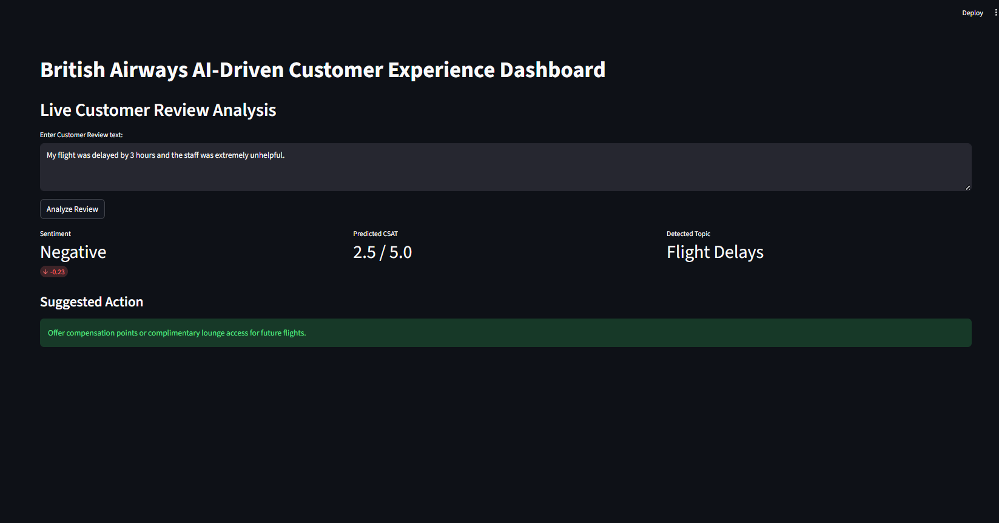 Deploy
British Airways AI-Driven Customer Experience Dashboard
Live Customer Review Analysis
Enter Customer Review text:
My flight was delayed by 3 hours and the staff was extremely unhelpful.
Analyze Review
Sentiment
Negative
↓ -0.23
Predicted CSAT
2.5 / 5.0
Detected Topic
Flight Delays
Suggested Action
Offer compensation points or complimentary lounge access for future flights.